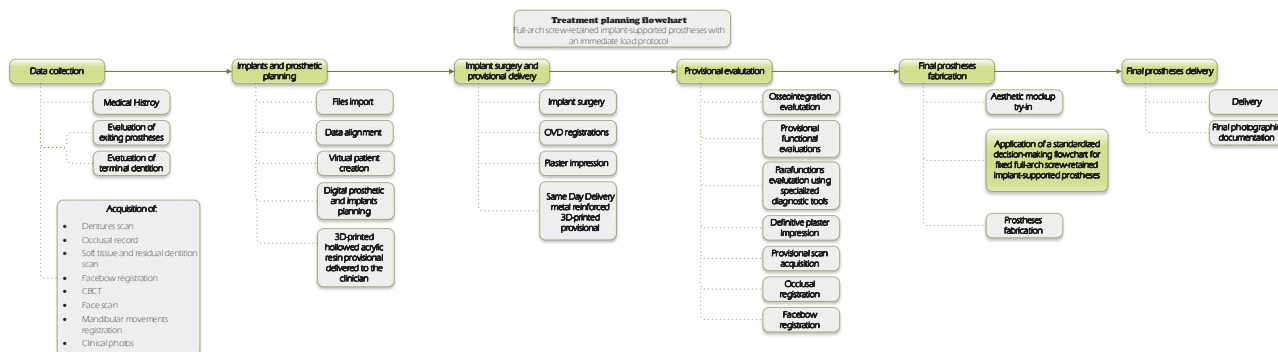 Treatment planning flowchart
Full-arch screw-retained implant-supported prostheses with
an immediate load protocol
Data collection
Medical Histroy
Evaluation of
exiting prostheses
Evaluation of
terminal dentition
Acquisition of:
Dentures scan
Occlusal record
Soft tissue and residual dentition
scan
Facebow registration
CBCT
Face scan
Mandibular movements
registration
Clinical photos
Implants and prosthetic
planning
Files import
Data alignment
Virtual patient
creation
Digital prosthetic
and implants
planning
3D-printed
hollowed acrylic
resin provisional
delivered to the
clinician
Implant surgery and
provisional delivery
Implant surgery
OVD registrations
Plaster impression
Same Day Delivery
metal reinforced
3D-printed
provisional
Provisional evalutation
Osseointegration
evalutation
Provisional
functional
evaluations
Parafunctions
evalutation using
specialized
diagnostic tools
Definitive plaster
impression
Provisional scan
acquisition
Occlusal
registration
Facebow
registration
Final prostheses
fabrication
Aesthetic mockup
try-in
Application of a standardized
decision-making flowchart for
fixed full-arch screw-retained
implant-supported prostheses
Prostheses
fabrication
Final prostheses delivery
Delivery
Final photographic
documentation